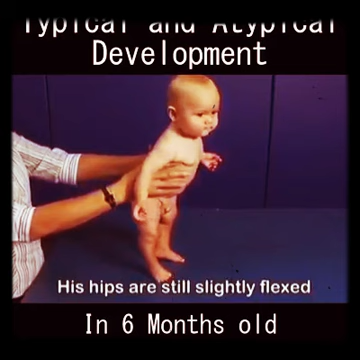 Typical and Atypical
Development
His hips are still slightly flexed
In 6 Months old